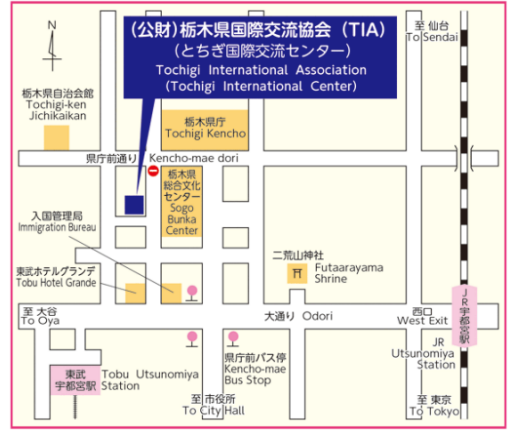 (公財)栃木県国際交流協会 (TIA)
(とちぎ国際交流センター)
Tochigi International Association
(Tochigi International Center)
N
至 仙台
To Sendai
栃木県自治会館
Tochigi-ken
Jichikaikan
栃木県庁
Tochigi Kencho
県庁前通り Kencho-mae dori
栃木県
総合文化
センター
Sogo
Bunka
Center
入国管理局
Immigration Bureau
東武ホテルグランデ
Tobu Hotel Grande
二荒山神社
Futaarayama
Shrine
至 大谷
To Oya
大通り Odori
西口
West Exit
JR宇都宮駅
JR
Utsunomiya
Station
東武
宇都宮駅
Tobu Utsunomiya
Station
県庁前バス停
Kencho-mae
Bus Stop
至 市役所
To City Hall
至 東京
To Tokyo